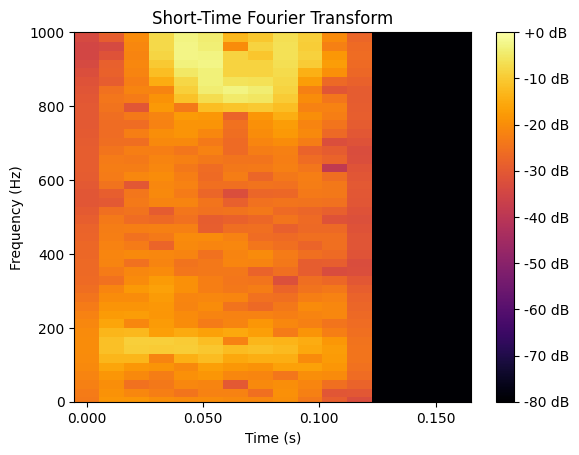 Short-Time Fourier Transform
1000
800
600
400
200
0
Frequency (Hz)
0.000
0.050
0.100
0.150
Time (s)
+0 dB
-10 dB
-20 dB
-30 dB
-40 dB
-50 dB
-60 dB
-70 dB
-80 dB